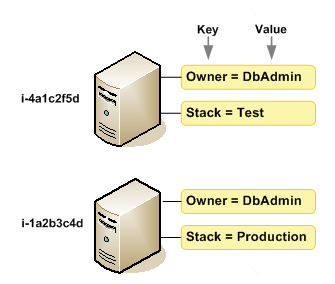 Key Value
Owner = DbAdmin
i-4a1c2f5d
Stack = Test
Owner = DbAdmin
i-1a2b3c4d
Stack = Production